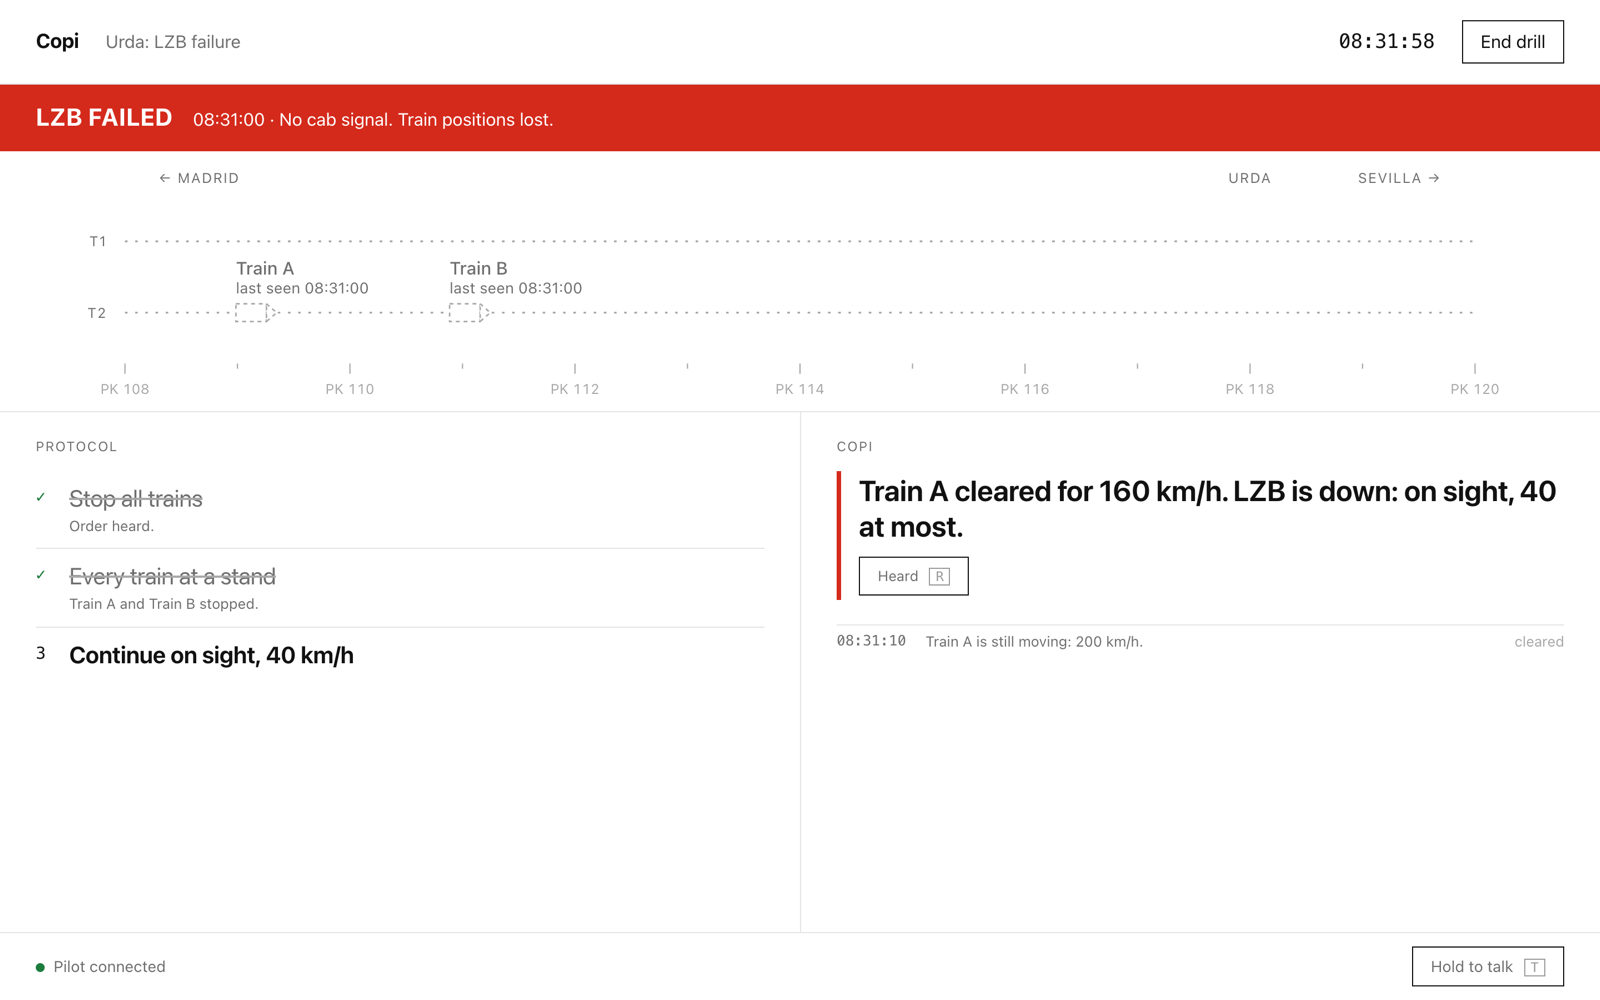 Copi
Urda: LZB failure
08:31:58
End drill
LZB FAILED
08:31:00 · No cab signal. Train positions lost.
← MADRID
URDA
SEVILLA →
T1
Train A
last seen 08:31:00
Train B
last seen 08:31:00
T2
PK 108
PK 110
PK 112
PK 114
PK 116
PK 118
PK 120
PROTOCOL
✓ Stop all trains
Order heard.
✓ Every train at a stand
Train A and Train B stopped.
3 Continue on sight, 40 km/h
COPI
Train A cleared for 160 km/h. LZB is down: on sight, 40
at most.
Heard R
08:31:10 Train A is still moving: 200 km/h. cleared
Pilot connected
Hold to talk T